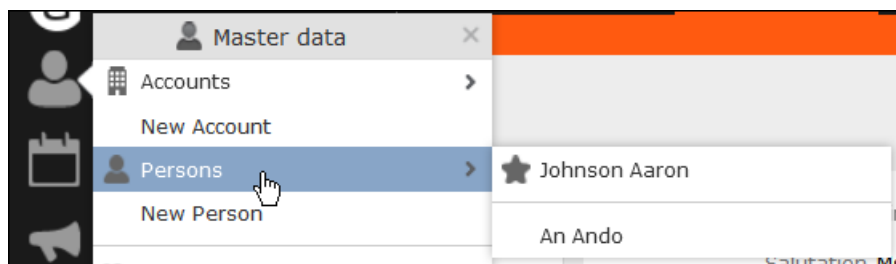 Master data
Accounts
New Account
Persons
Johnson Aaron
New Person
An Ando